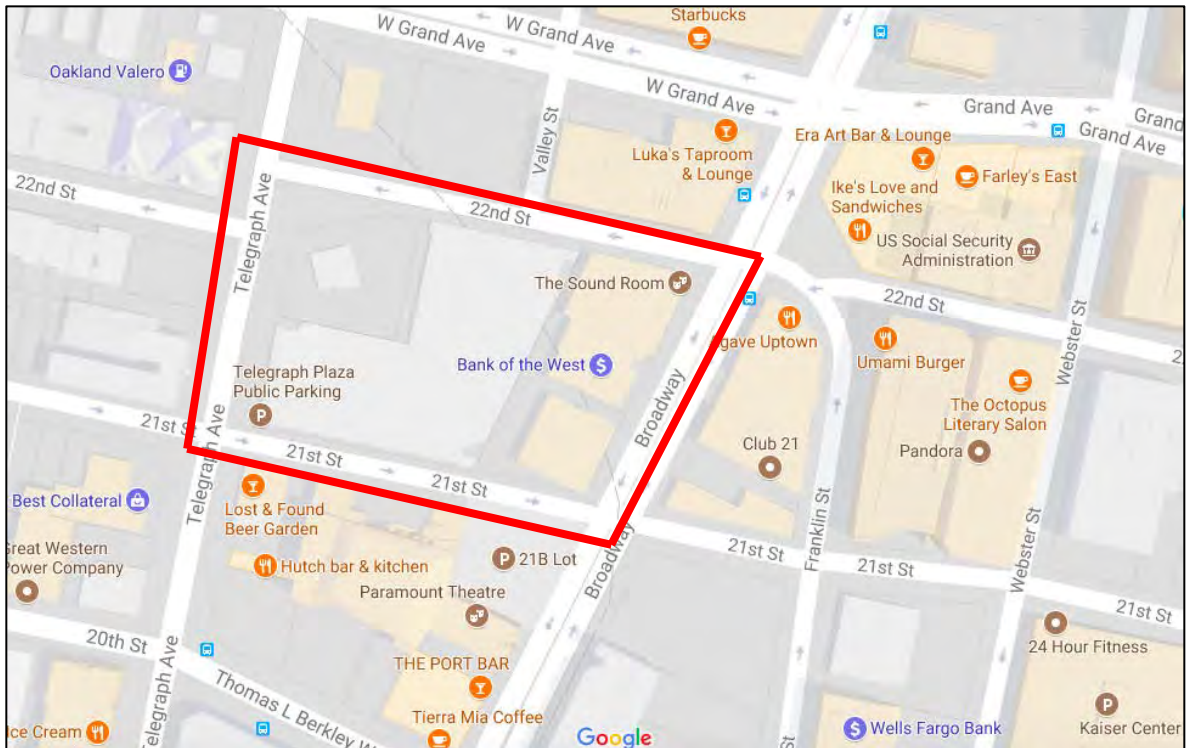 Starbucks
W Grand Ave
W Grand Ave
Oakland Valero
W Grand Ave
Grand Ave
Grand Ave
Valley St
Era Art Bar & Lounge
Luka's Taproom
& Lounge
Farley's East
Ike's Love and
Sandwiches
22nd St
22nd St
US Social Security
Administration
Telegraph Ave
The Sound Room
22nd St
Webster St
Agave Uptown
Bank of the West
Umami Burger
Telegraph Plaza
Public Parking
Broadway
The Octopus
Literary Salon
21st St
Telegraph Ave
21st St
Club 21
Pandora
21st St
Best Collateral
Lost & Found
Beer Garden
Great Western
Power Company
Hutch bar & kitchen
21B Lot
Broadway
21st St
Franklin St
Webster St
Paramount Theatre
21st St
20th St
24 Hour Fitness
THE PORT BAR
Telegraph Ave
Thomas L Berkley W
Tierra Mia Coffee
Ice Cream
Google
St
Wells Fargo Bank
Kaiser Center